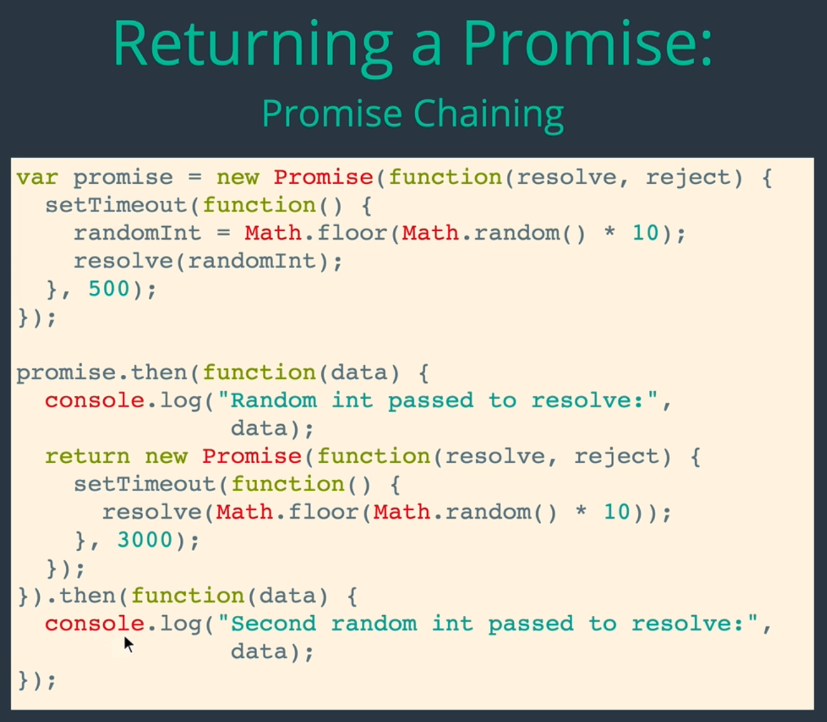 Returning a Promise:
Promise Chaining
var promise = new Promise(function(resolve, reject) {
  setTimeout(function() {
    randomInt = Math.floor(Math.random() * 10);
    resolve(randomInt);
  }, 500);
});

promise.then(function(data) {
  console.log("Random int passed to resolve:",
               data);
  return new Promise(function(resolve, reject) {
    setTimeout(function() {
      resolve(Math.floor(Math.random() * 10));
    }, 3000);
  });
}).then(function(data) {
  console.log("Second random int passed to resolve:",
               data);
});